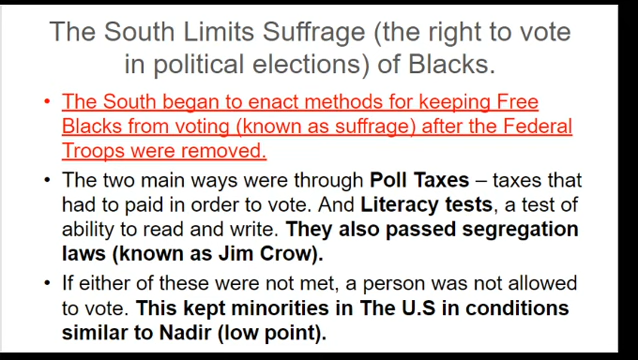 The South Limits Suffrage (the right to vote
in political elections) of Blacks.
• The South began to enact methods for keeping Free
Blacks from voting (known as suffrage) after the Federal
Troops were removed.
• The two main ways were through Poll Taxes – taxes that
had to paid in order to vote. And Literacy tests, a test of
ability to read and write. They also passed segregation
laws (known as Jim Crow).
• If either of these were not met, a person was not allowed
to vote. This kept minorities in The U.S in conditions
similar to Nadir (low point).